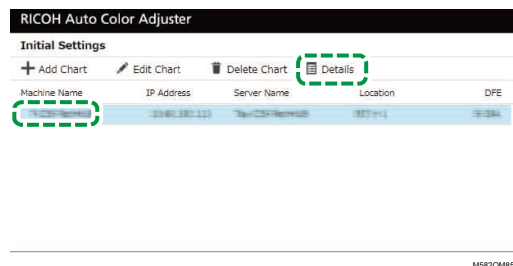 RICOH Auto Color Adjuster
Initial Settings
Add Chart Edit Chart Delete Chart Details
Machine Name IP Address Server Name Location DFE
M582OM85